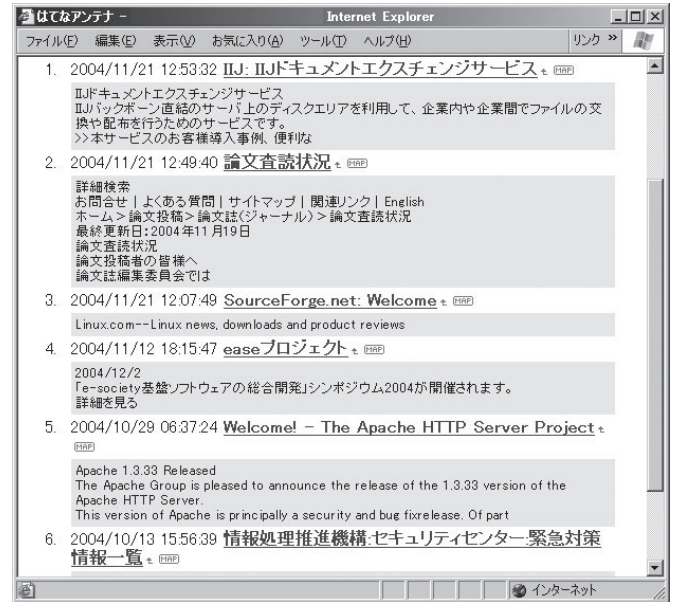 はてなアンテナ - Internet Explorer
ファイル(F) 編集(E) 表示(V) お気に入り(A) ツール(T) ヘルプ(H) リンク »
1. 2004/11/21 12:53:32 IIJ: IIJドキュメントエクスチェンジサービス MAP
IIJドキュメントエクスチェンジサービス
IIJバックボーン直結のサーバ上のディスクエリアを利用して、企業内や企業間でファイルの交
換や配布を行うためのサービスです。
>>本サービスのお客様導入事例、便利な
2. 2004/11/21 12:49:40 論文査読状況 MAP
詳細検索
お問合せ | よくある質問 | サイトマップ | 関連リンク | English
ホーム > 論文投稿 > 論文誌(ジャーナル) > 論文査読状況
最終更新日:2004年11月19日
論文査読状況
論文投稿者の皆様へ
論文誌編集委員会では
3. 2004/11/21 12:07:49 SourceForge.net: Welcome MAP
Linux.com--Linux news, downloads and product reviews
4. 2004/11/12 18:15:47 easeプロジェクト MAP
2004/12/2
「e-society基盤ソフトウェアの総合開発」シンポジウム2004が開催されます。
詳細を見る
5. 2004/10/29 06:37:24 Welcome! - The Apache HTTP Server Project
MAP
Apache 1.3.33 Released
The Apache Group is pleased to announce the release of the 1.3.33 version of the
Apache HTTP Server.
This version of Apache is principally a security and bug fixrelease. Of part
6. 2004/10/13 15:56:39 情報処理推進機構:セキュリティセンター:緊急対策
情報一覧 MAP
インターネット